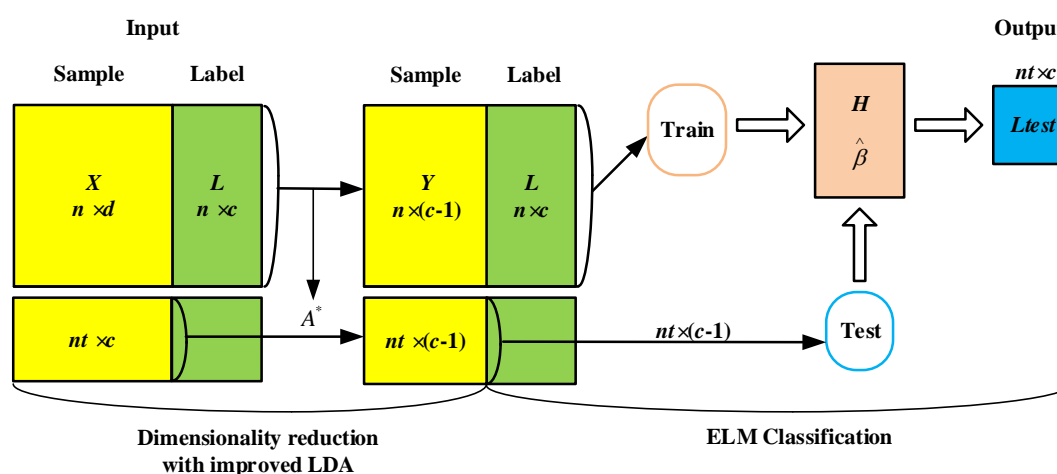 Input
Outpu
Sample
Label
Sample
Label
nt×c
X
n ×d
L
n ×c
Y
n×(c-1)
L
n×c
Train
H
^
β
Ltest
A*
nt ×c
nt ×(c-1)
nt×(c-1)
Test
Dimensionality reduction
with improved LDA
ELM Classification